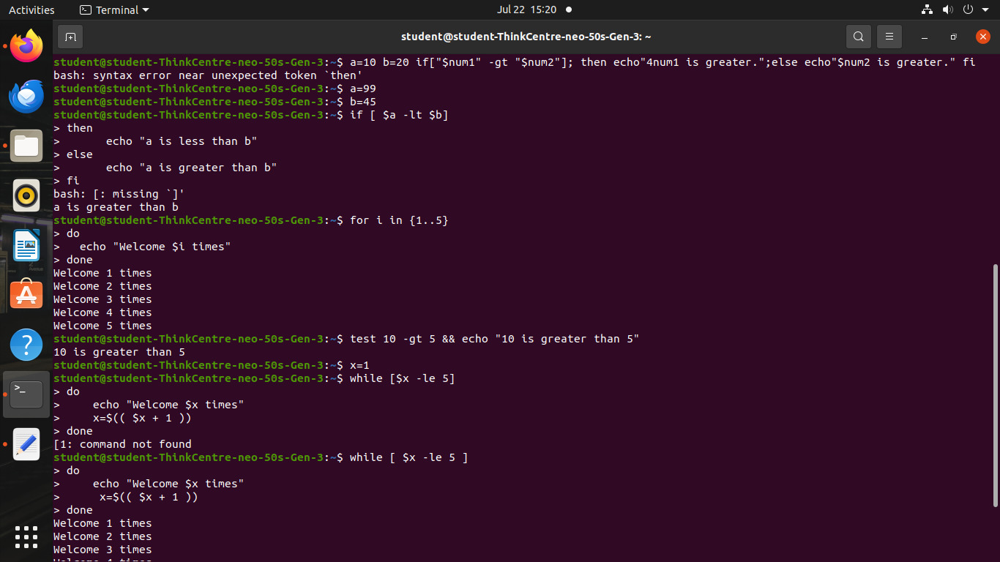 Activities
Terminal
Jul 22 15:20
student@student-ThinkCentre-neo-50s-Gen-3: ~
student@student-ThinkCentre-neo-50s-Gen-3:~$ a=10 b=20 if["$num1" -gt "$num2"]; then echo"4num1 is greater.";else echo"$num2 is greater." fi
bash: syntax error near unexpected token `then'
student@student-ThinkCentre-neo-50s-Gen-3:~$ a=99
student@student-ThinkCentre-neo-50s-Gen-3:~$ b=45
student@student-ThinkCentre-neo-50s-Gen-3:~$ if [ $a -lt $b]
> then
>       echo "a is less than b"
> else
>       echo "a is greater than b"
> fi
bash: [: missing `]'
a is greater than b
student@student-ThinkCentre-neo-50s-Gen-3:~$ for i in {1..5}
> do
>   echo "Welcome $i times"
> done
Welcome 1 times
Welcome 2 times
Welcome 3 times
Welcome 4 times
Welcome 5 times
student@student-ThinkCentre-neo-50s-Gen-3:~$ test 10 -gt 5 && echo "10 is greater than 5"
10 is greater than 5
student@student-ThinkCentre-neo-50s-Gen-3:~$ x=1
student@student-ThinkCentre-neo-50s-Gen-3:~$ while [$x -le 5]
> do
>     echo "Welcome $x times"
>     x=$(( $x + 1 ))
> done
[1: command not found
student@student-ThinkCentre-neo-50s-Gen-3:~$ while [ $x -le 5 ]
> do
>     echo "Welcome $x times"
>      x=$(( $x + 1 ))
> done
Welcome 1 times
Welcome 2 times
Welcome 3 times
Welcome 4 times